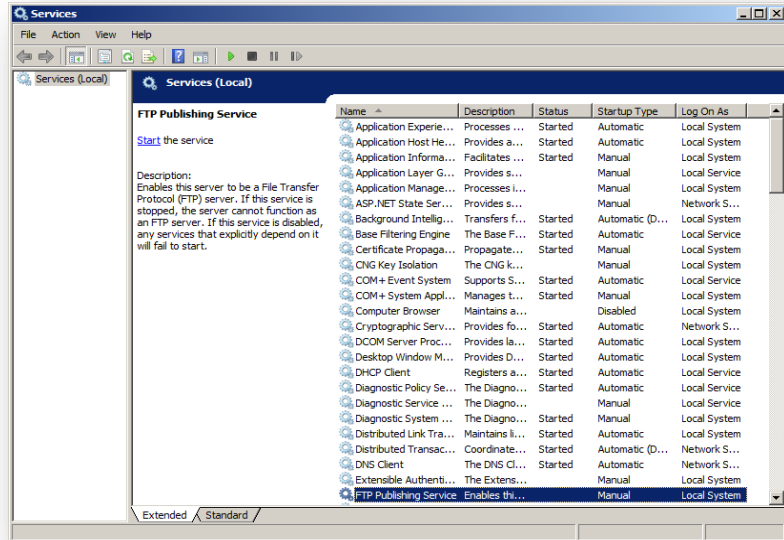 Services
File Action View Help
Services (Local)
Services (Local)
FTP Publishing Service
Start the service
Description:
Enables this server to be a File Transfer
Protocol (FTP) server. If this service is
stopped, the server cannot function as
an FTP server. If this service is disabled,
any services that explicitly depend on it
will fail to start.
Name Description Status Startup Type Log On As
Application Experie... Processes ... Started Automatic Local System
Application Host He... Provides a... Started Automatic Local System
Application Informa... Facilitates ... Started Manual Local System
Application Layer G... Provides s... Manual Local Service
Application Manage... Processes i... Manual Local System
ASP.NET State Ser... Provides s... Manual Network S...
Background Intellig... Transfers f... Started Automatic (D... Local System
Base Filtering Engine The Base F... Started Automatic Local Service
Certificate Propaga... Propagate... Started Manual Local System
CNG Key Isolation The CNG k... Manual Local System
COM+ Event System Supports S... Started Automatic Local Service
COM+ System Appl... Manages t... Started Manual Local System
Computer Browser Maintains a... Disabled Local System
Cryptographic Serv... Provides fo... Started Automatic Network S...
DCOM Server Proc... Provides la... Started Automatic Local System
Desktop Window M... Provides D... Started Automatic Local System
DHCP Client Registers a... Started Automatic Local Service
Diagnostic Policy Se... The Diagno... Started Automatic Local Service
Diagnostic Service ... The Diagno... Manual Local Service
Diagnostic System ... The Diagno... Started Manual Local System
Distributed Link Tra... Maintains li... Started Automatic Local System
Distributed Transac... Coordinate... Started Automatic (D... Network S...
DNS Client The DNS Cl... Started Automatic Network S...
Extensible Authenti... The Extens... Manual Local System
FTP Publishing Service Enables thi... Manual Local System
Extended Standard